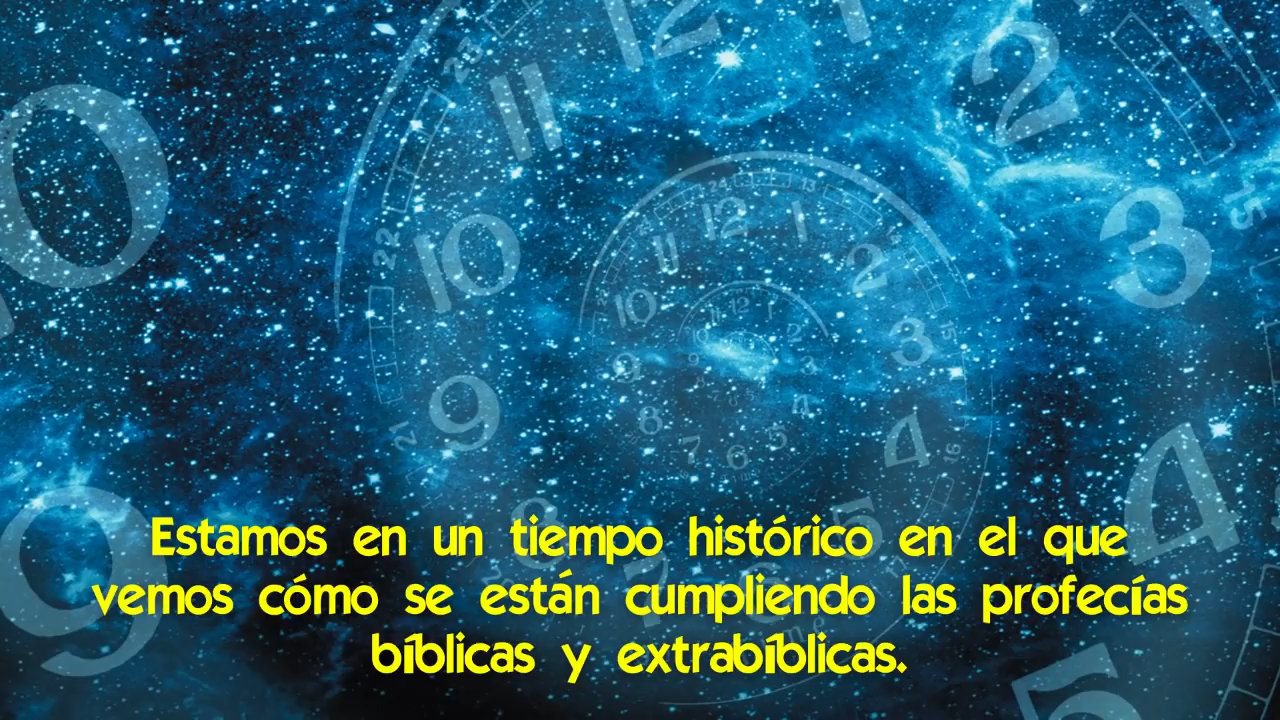 Estamos en un tiempo histórico en el que
vemos cómo se están cumpliendo las profecías
bíblicas y extrabíblicas.